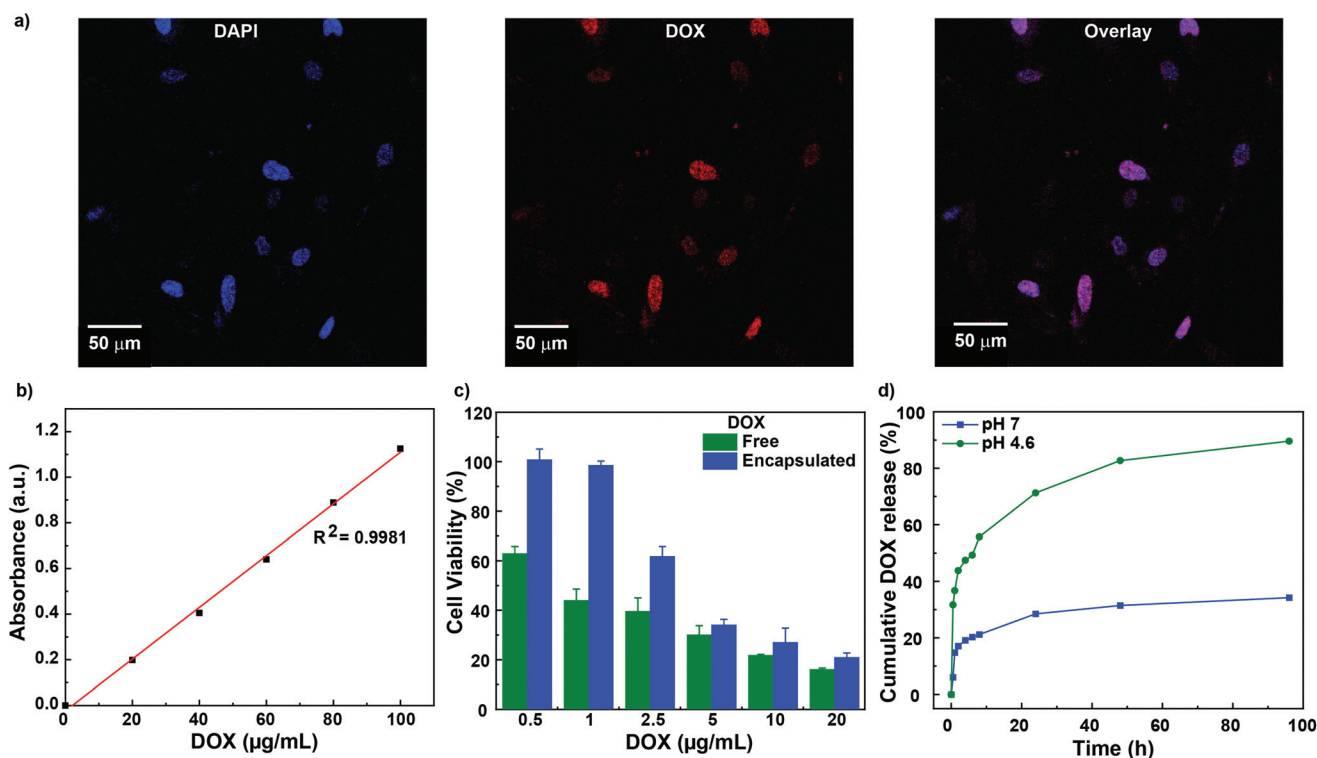 a)
DAPI
DOX
Overlay
50 μm
50 μm
50 μm
b)
Absorbance (a.u.)
1.2
1.0
0.8
0.6
0.4
0.2
0.0
R² = 0.9981
0 20 40 60 80 100
DOX (µg/mL)
c)
Cell Viability (%)
120
100
80
60
40
20
0
DOX
Free
Encapsulated
0.5 1 2.5 5 10 20
DOX (µg/mL)
d)
Cumulative DOX release (%)
100
80
60
40
20
0
pH 7
pH 4.6
0 20 40 60 80 100
Time (h)